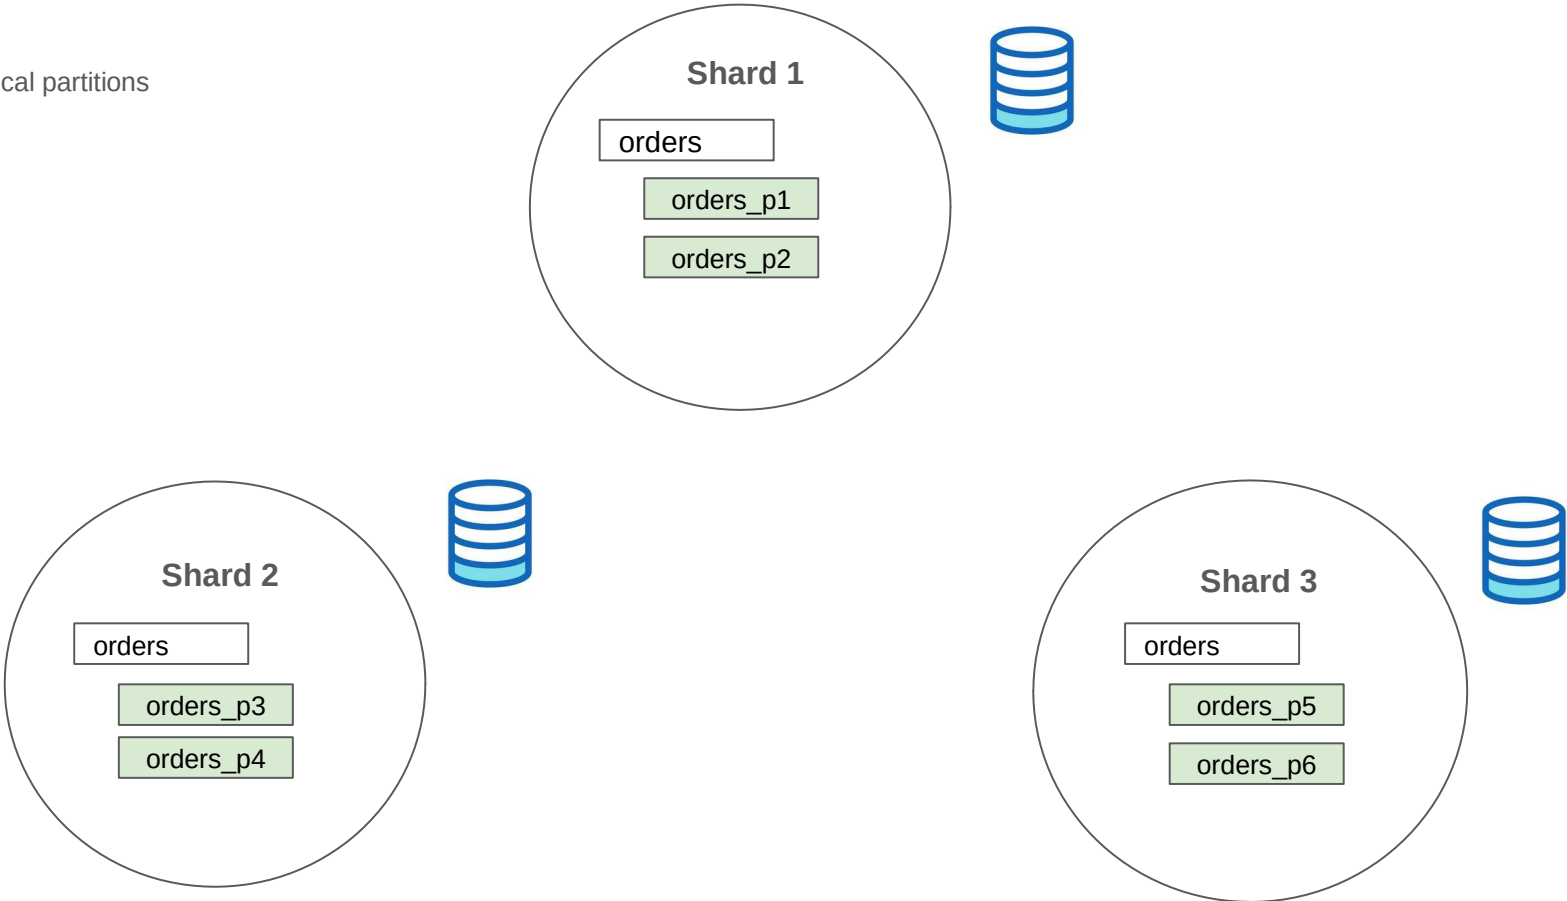 cal partitions
Shard 1
orders
orders_p1
orders_p2
Shard 2
orders
orders_p3
orders_p4
Shard 3
orders
orders_p5
orders_p6